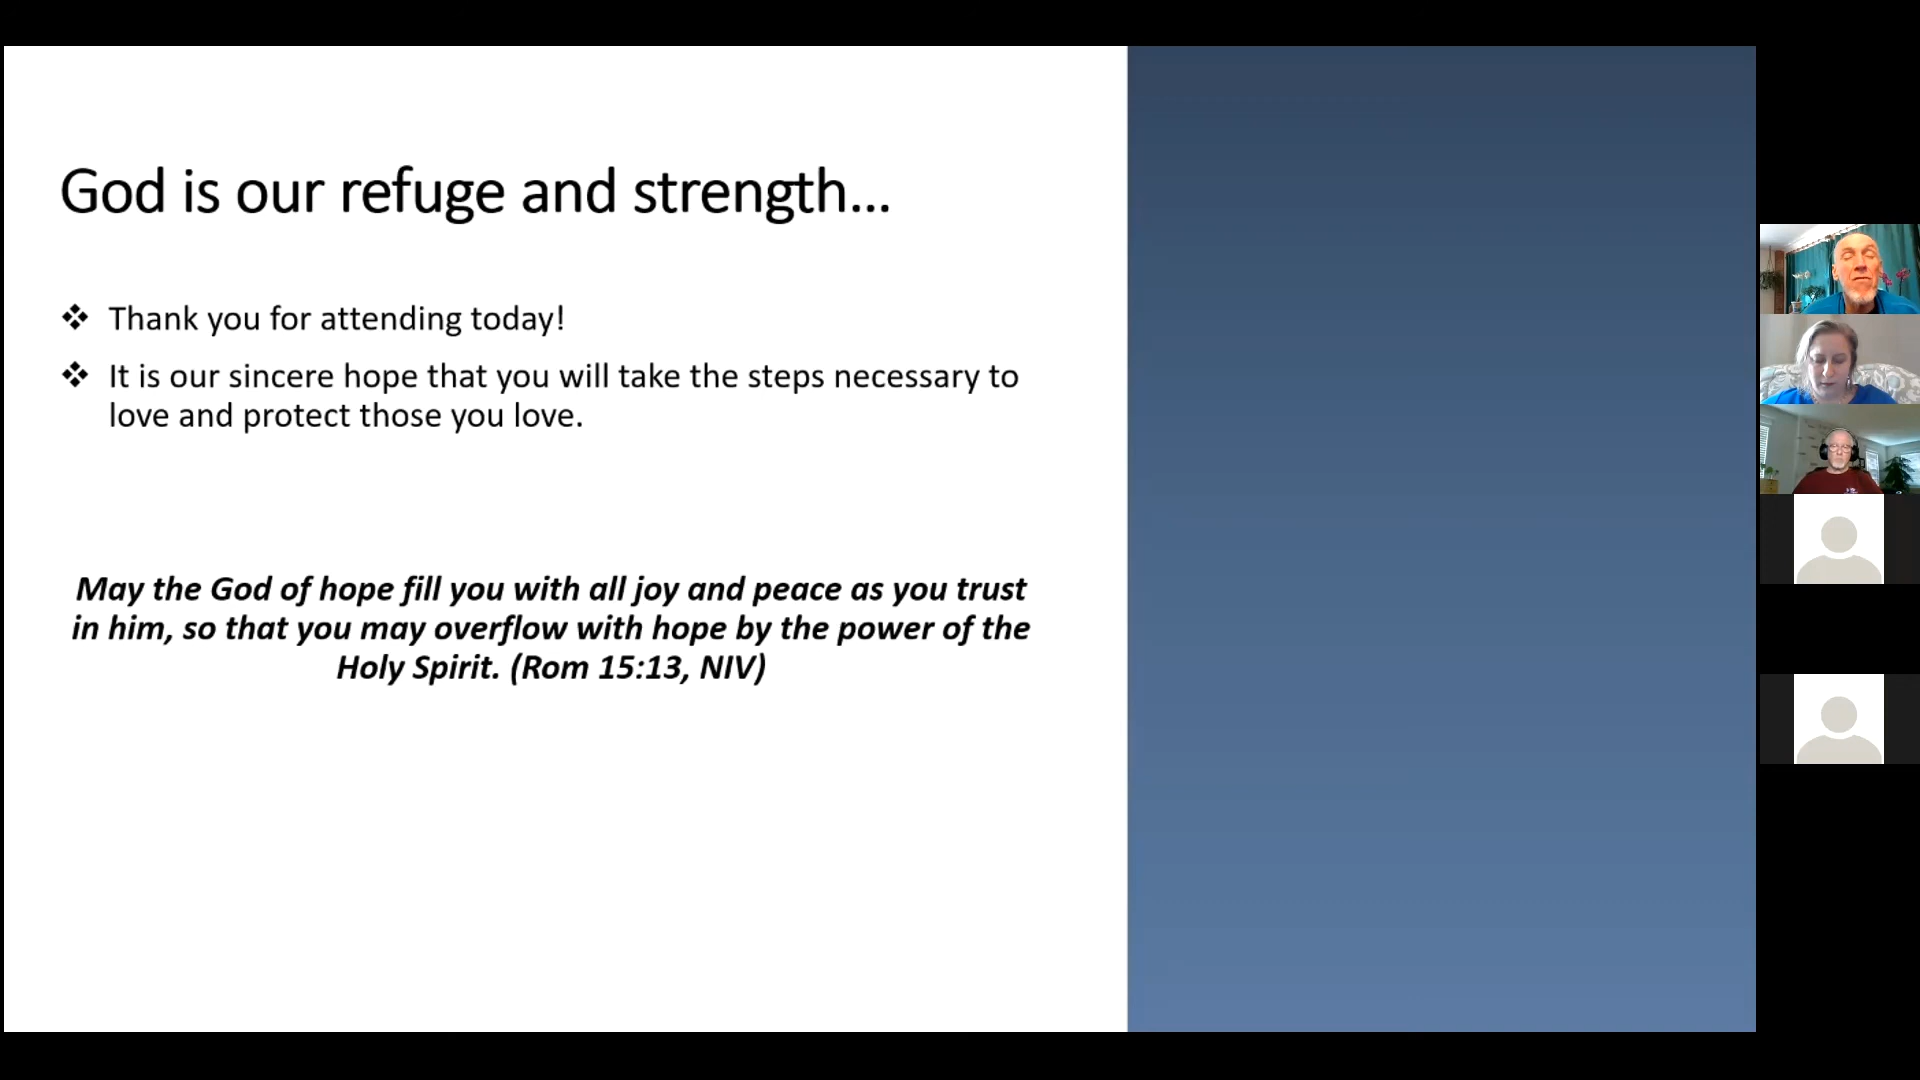 God is our refuge and strength...
❖ Thank you for attending today!
❖ It is our sincere hope that you will take the steps necessary to
love and protect those you love.
May the God of hope fill you with all joy and peace as you trust
in him, so that you may overflow with hope by the power of the
Holy Spirit. (Rom 15:13, NIV)